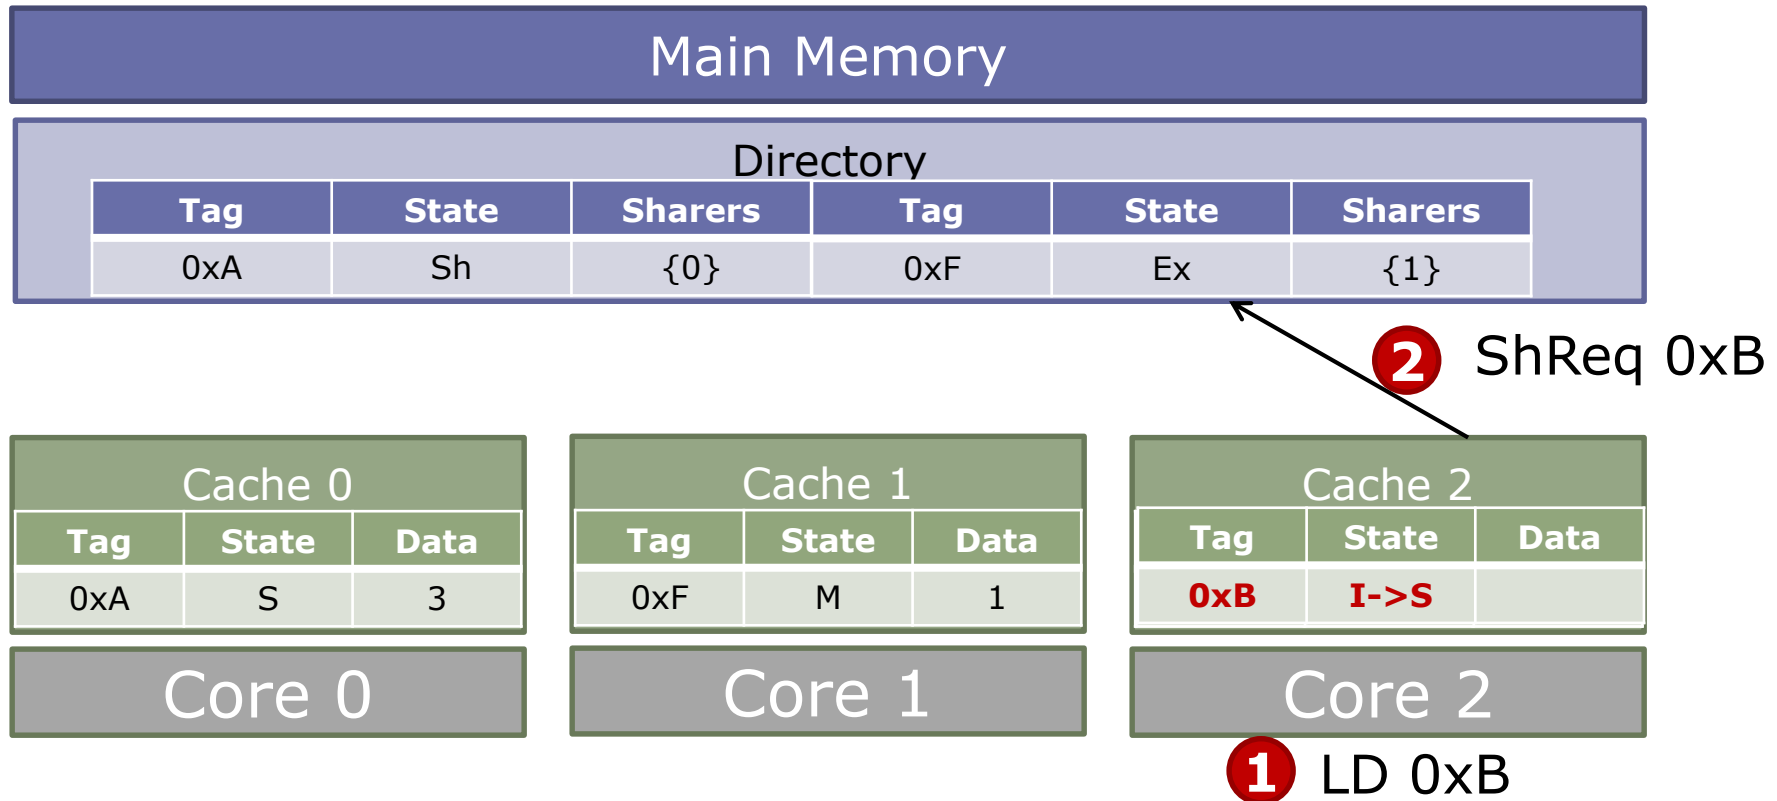 Main Memory
Directory
Tag State Sharers Tag State Sharers
0xA Sh {0} 0xF Ex {1}
2 ShReq 0xB
Cache 0
Tag State Data
0xA S 3
Core 0
Cache 1
Tag State Data
0xF M 1
Core 1
Cache 2
Tag State Data
0xB I->S
Core 2
1 LD 0xB